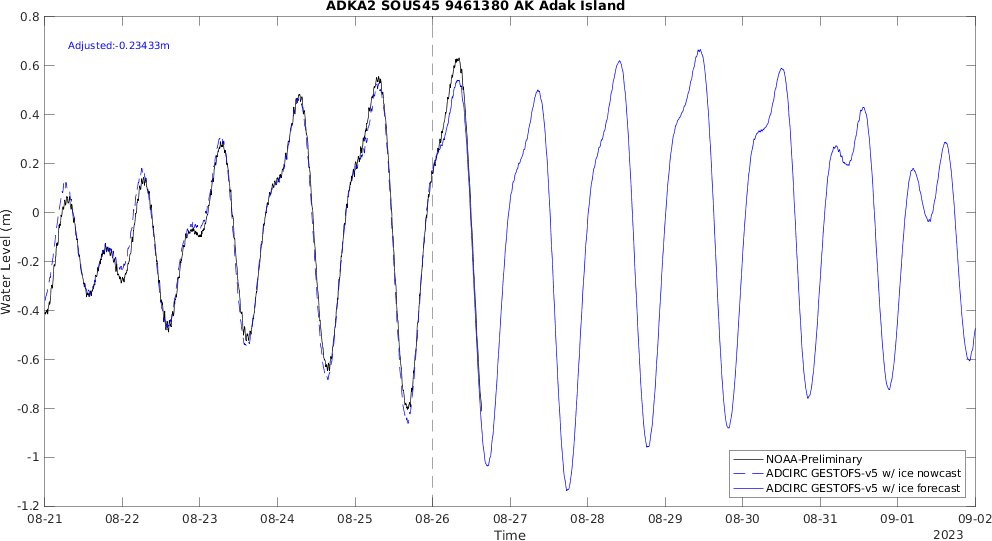 ADKA2 SOUS45 9461380 AK Adak Island
Adjusted:-0.23433m
Water Level (m)
0.8
0.6
0.4
0.2
0
-0.2
-0.4
-0.6
-0.8
-1
-1.2
NOAA-Preliminary
ADCIRC GESTOFS-v5 w/ ice nowcast
ADCIRC GESTOFS-v5 w/ ice forecast
08-21 08-22 08-23 08-24 08-25 08-26 08-27 08-28 08-29 08-30 08-31 09-01 09-02
Time
2023